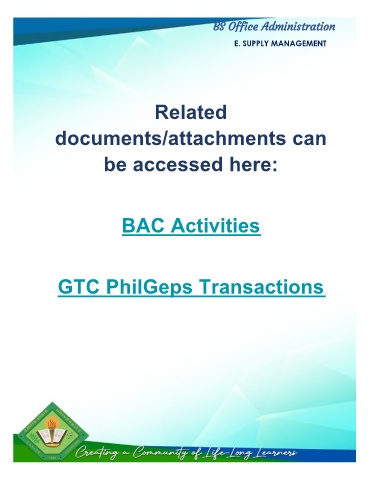 BS Office Administration
E. SUPPLY MANAGEMENT
Related
documents/attachments can
be accessed here:
BAC Activities
GTC PhilGeps Transactions
Creating a Community of Life-Long Learners